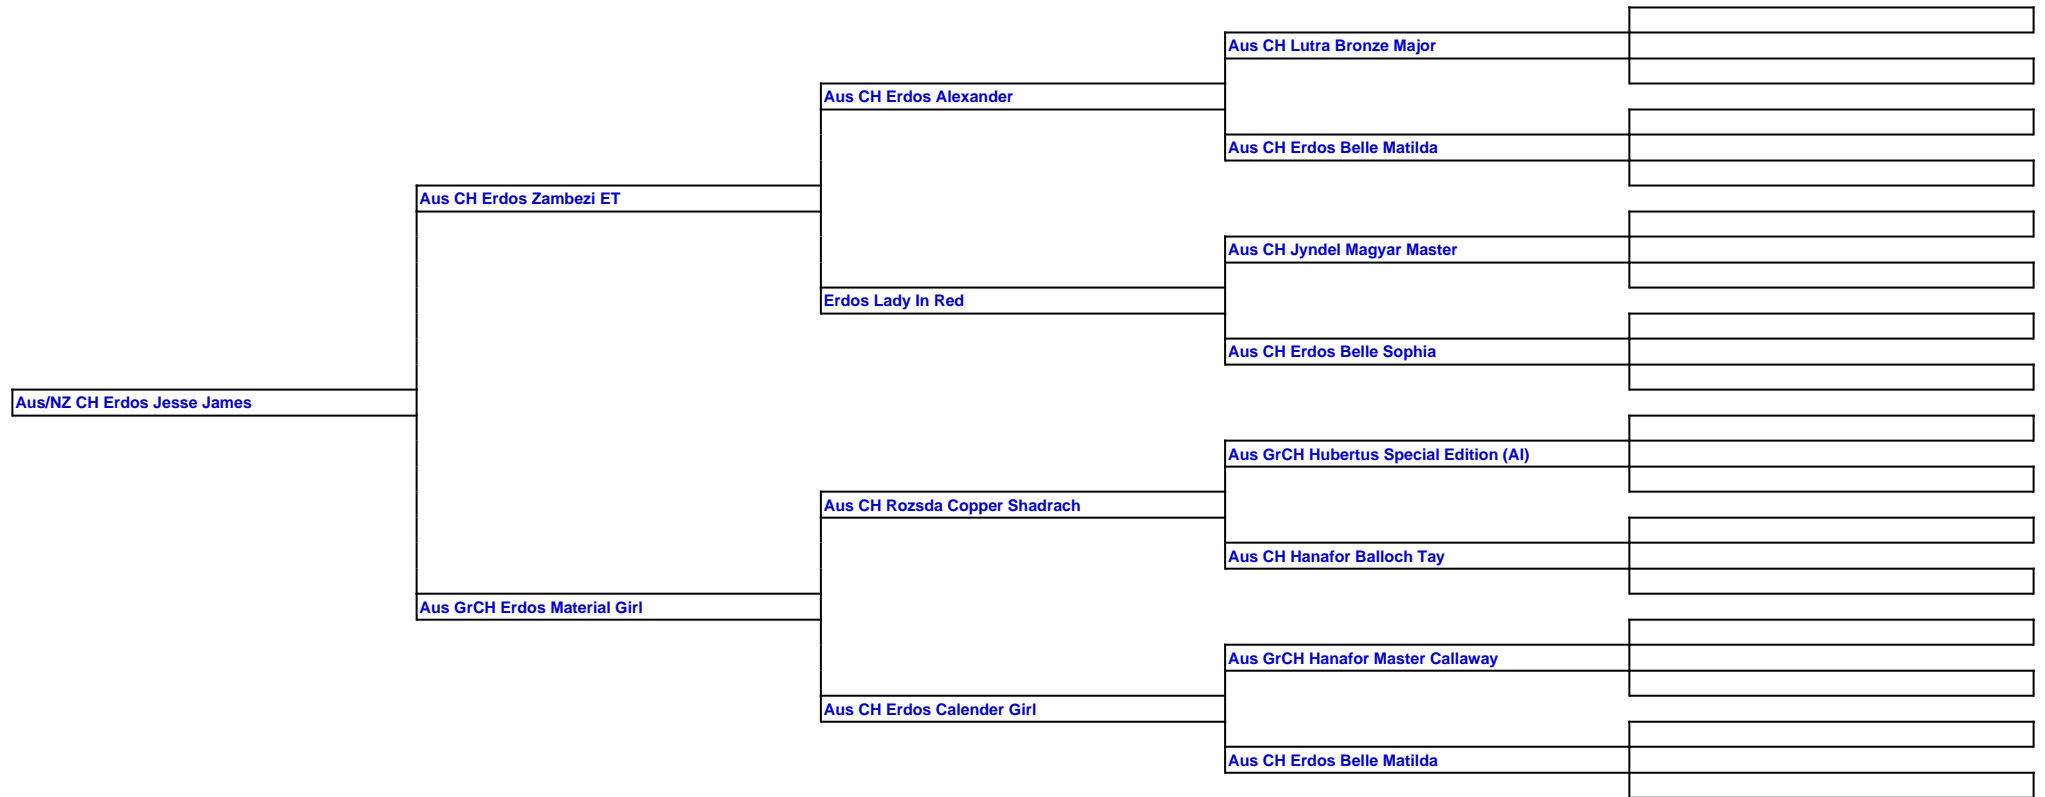 Aus CH Lutra Bronze Major
Aus CH Erdos Alexander
Aus CH Erdos Belle Matilda
Aus CH Erdos Zambezi ET
Aus CH Jyndel Magyar Master
Erdos Lady In Red
Aus CH Erdos Belle Sophia
Aus/NZ CH Erdos Jesse James
Aus GrCH Hubertus Special Edition (AI)
Aus CH Rozsda Copper Shadrach
Aus CH Hanafor Balloch Tay
Aus GrCH Erdos Material Girl
Aus GrCH Hanafor Master Callaway
Aus CH Erdos Calender Girl
Aus CH Erdos Belle Matilda